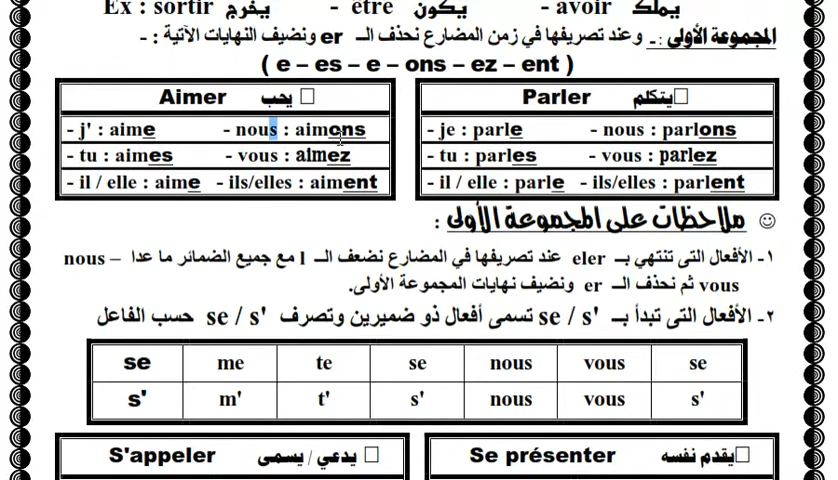 Ex : sortir يخرج - être يكون - avoir يملك
المجموعة الأولى :ـ وعند تصريفها في زمن المضارع نحذف الـ er ونضيف النهايات الآتية : -
( e – es – e – ons – ez – ent )
Aimer يحب
- j' : aime - nous : aimons
- tu : aimes - vous : aimez
- il / elle : aime - ils/elles : aiment
Parler يتكلم
- je : parle - nous : parlons
- tu : parles - vous : parlez
- il / elle : parle - ils/elles : parlent
☺ ملاحظات على المجموعة الأولى :
١- الأفعال التى تنتهي بـ eler عند تصريفها في المضارع نضعف الـ l مع جميع الضمائر ما عدا nous –
vous ثم نحذف الـ er ونضيف نهايات المجموعة الأولى.
٢- الأفعال التى تبدأ بـ se / s' تسمى أفعال ذو ضميرين وتصرف se / s' حسب الفاعل
se me te se nous vous se
s' m' t' s' nous vous s'
S'appeler يدعي / يسمى
Se présenter يقدم نفسه